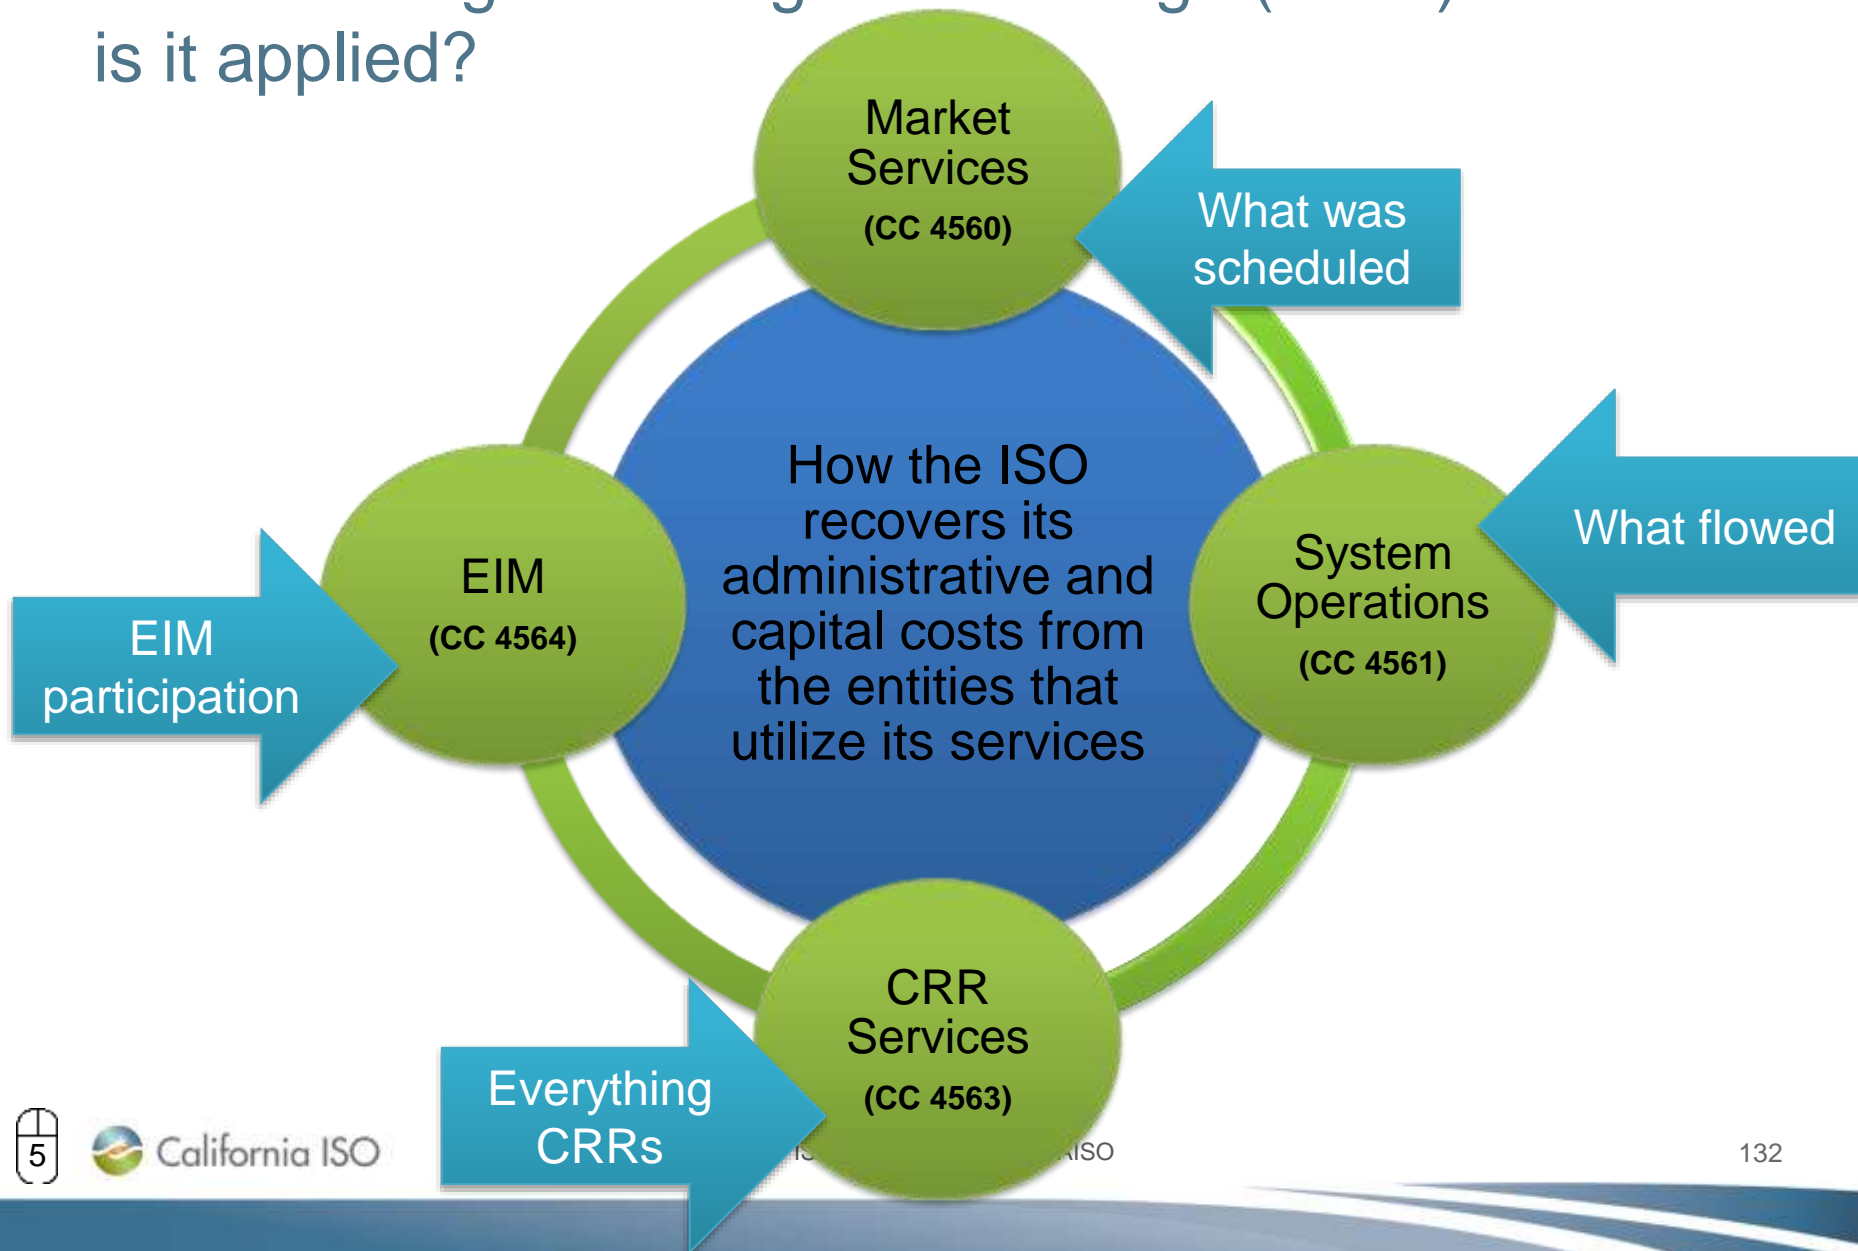 is it applied?
Market
Services
(CC 4560)
What was
scheduled
How the ISO
recovers its
administrative and
capital costs from
the entities that
utilize its services
System
Operations
(CC 4561)
What flowed
EIM
(CC 4564)
EIM
participation
CRR
Services
(CC 4563)
Everything
CRRs
5
California ISO
132